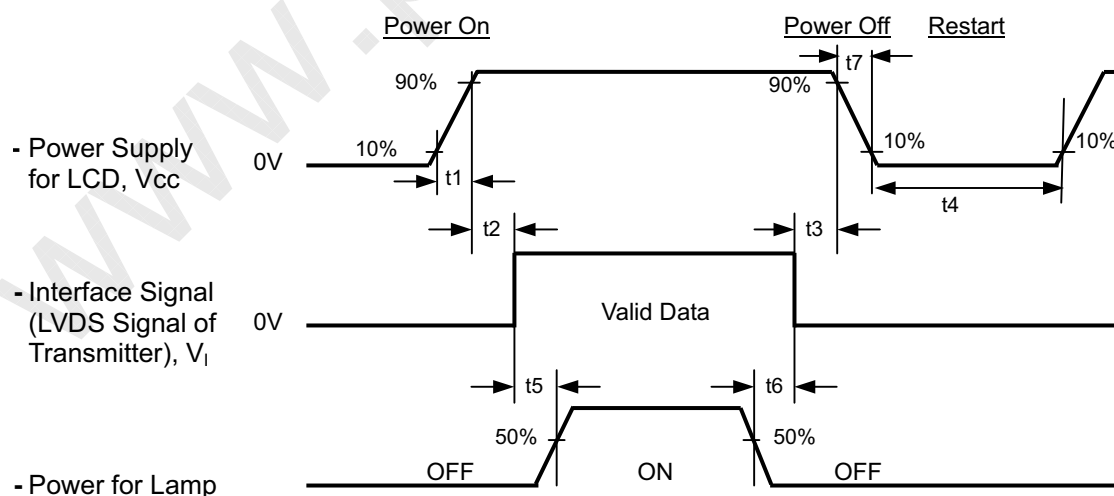 Power On
Power Off
Restart
t7
90%
90%
- Power Supply
for LCD, Vcc
0V
10%
10%
10%
t1
t4
t2
t3
- Interface Signal
(LVDS Signal of
Transmitter), VI
0V
Valid Data
t5
t6
50%
50%
- Power for Lamp
OFF
ON
OFF
www.